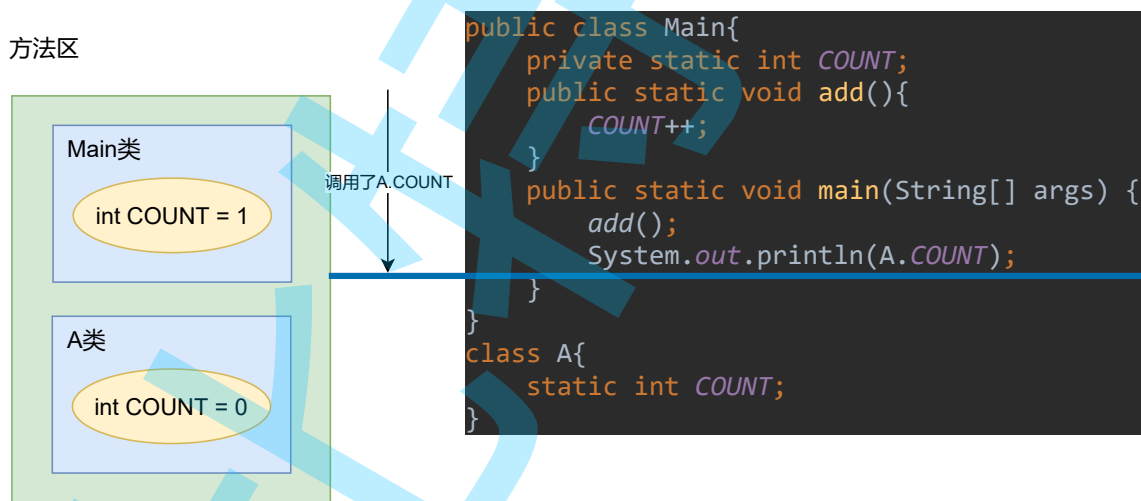 方法区
Main类
int COUNT = 1
A类
int COUNT = 0
调用了A.COUNT
public class Main{
    private static int COUNT;
    public static void add(){
        COUNT++;
    }
    public static void main(String[] args) {
        add();
        System.out.println(A.COUNT);
    }
}
class A{
    static int COUNT;
}